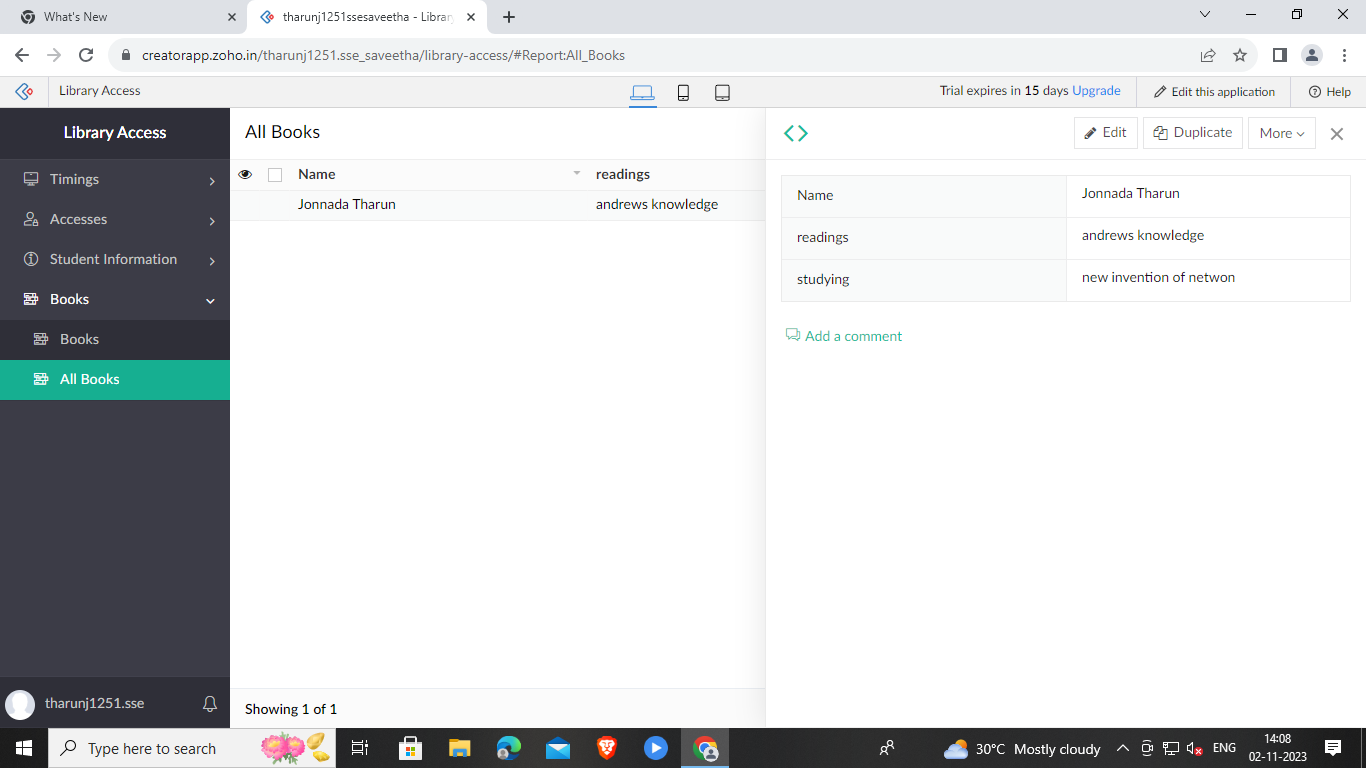 What's New
tharunj1251ssesaveetha - Library
creatorapp.zoho.in/tharunj1251.sse_saveetha/library-access/#Report:All_Books
Library Access
Trial expires in 15 days Upgrade
Edit this application
Help
Library Access
Timings
Accesses
Student Information
Books
Books
All Books
tharunj1251.sse
All Books
Name readings
Jonnada Tharun andrews knowledge
Showing 1 of 1
Edit Duplicate More
Name Jonnada Tharun
readings andrews knowledge
studying new invention of netwon
Add a comment
Type here to search
30°C Mostly cloudy
ENG
14:08
02-11-2023